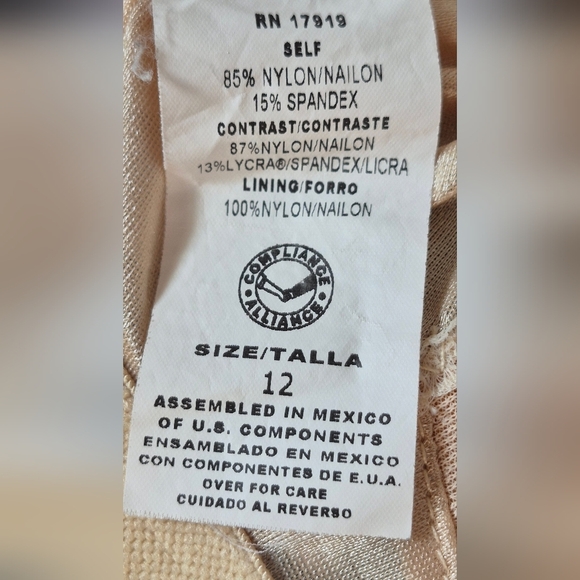 RN 17919
SELF
85% NYLON/NAILON
15% SPANDEX
CONTRAST/CONTRASTE
87%NYLON/NAILON
13%LYCRA®/SPANDEX/LICRA
LINING/FORRO
100%NYLON/NAILON
COMPLIANCE
• ALLIANCE •
SIZE/TALLA
12
ASSEMBLED IN MEXICO
OF U.S. COMPONENTS
ENSAMBLADO EN MEXICO
CON COMPONENTES DE E.U.A.
OVER FOR CARE
CUIDADO AL REVERSO